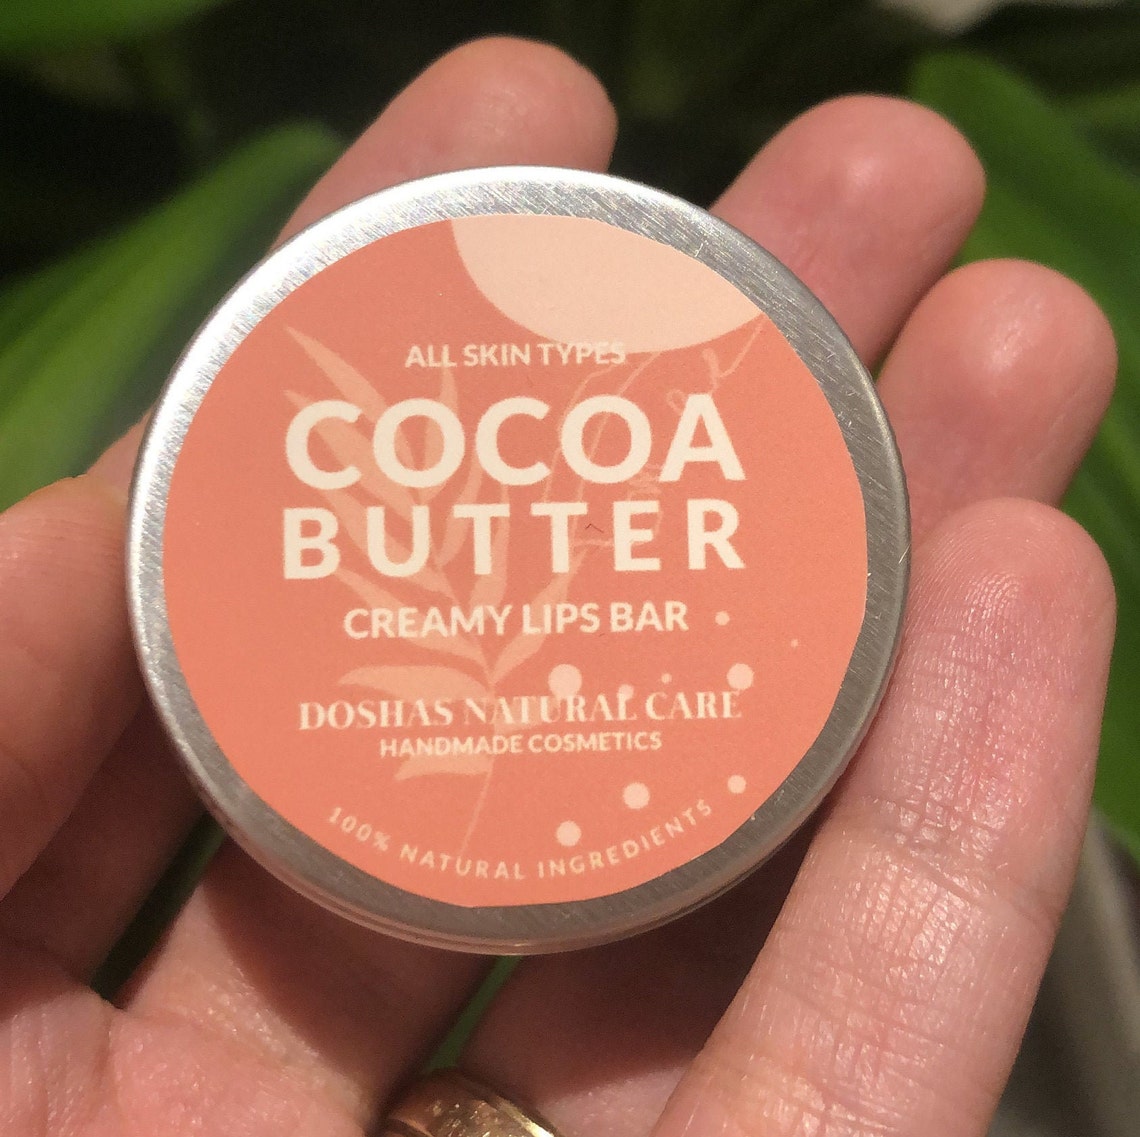 ALL SKIN TYPES
COCOA
BUTTER
CREAMY LIPS BAR
DOSHAS NATURAL CARE
HANDMADE COSMETICS
100% NATURAL INGREDIENTS